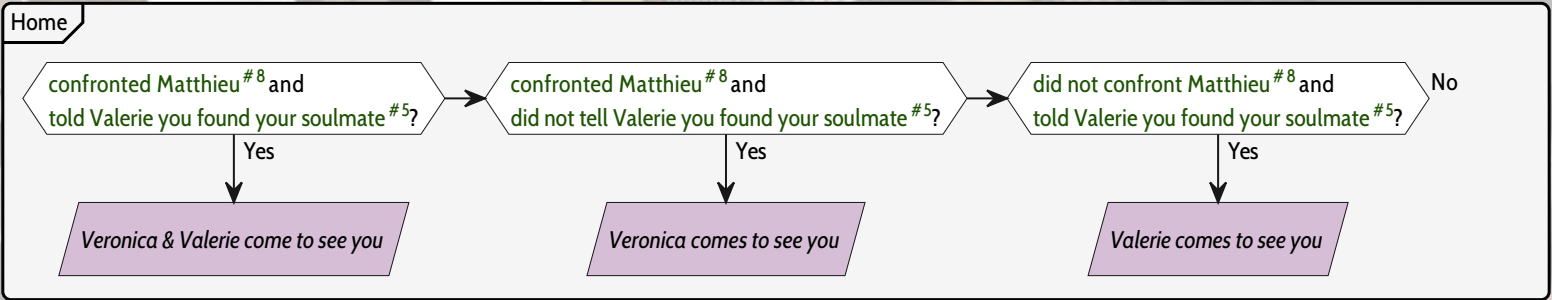 Home
confronted Matthieu #8 and
told Valerie you found your soulmate #5?
Yes
Veronica & Valerie come to see you
confronted Matthieu #8 and
did not tell Valerie you found your soulmate #5?
Yes
Veronica comes to see you
did not confront Matthieu #8 and
told Valerie you found your soulmate #5?
No
Yes
Valerie comes to see you